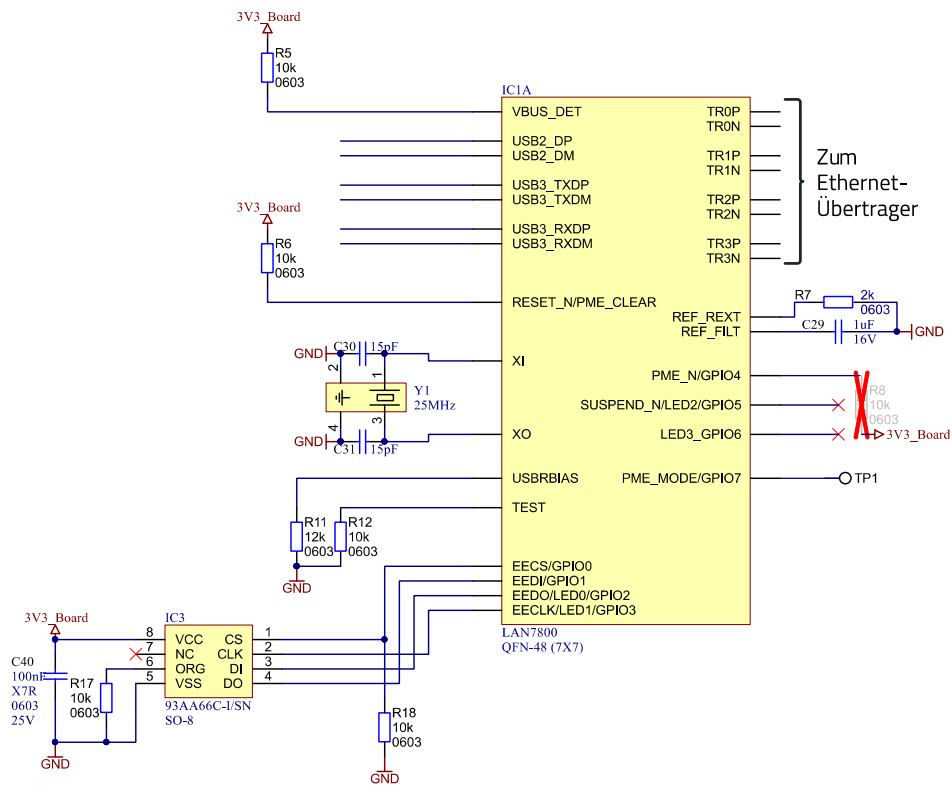 3V3_Board
R5
10k
0603
IC1A
VBUS_DET
USB2_DP
USB2_DM
USB3_TXDP
USB3_TXDM
USB3_RXDP
USB3_RXDM
3V3_Board
R6
10k
0603
RESET_N/PME_CLEAR
TR0P
TR0N
TR1P
TR1N
TR2P
TR2N
TR3P
TR3N
Zum
Ethernet-
Übertrager
REF_REXT
REF_FILT
R7
2k
0603
C29
1uF
16V
GND
GND
C30
15pF
XI
2
1
Y1
25MHz
4
3
GND
C31
15pF
XO
PME_N/GPIO4
SUSPEND_N/LED2/GPIO5
LED3_GPIO6
PME_MODE/GPIO7
R8
10k
0603
3V3_Board
TP1
USBRBIAS
TEST
R11
12k
0603
R12
10k
0603
GND
EECS/GPIO0
EEDI/GPIO1
EEDO/LED0/GPIO2
EECLK/LED1/GPIO3
LAN7800
QFN-48 (7X7)
3V3_Board
IC3
8 VCC CS 1
7 NC CLK 2
6 ORG DI 3
5 VSS DO 4
93AA66C-I/SN
SO-8
C40
100nF
X7R
0603
25V
R17
10k
0603
GND
R18
10k
0603
GND